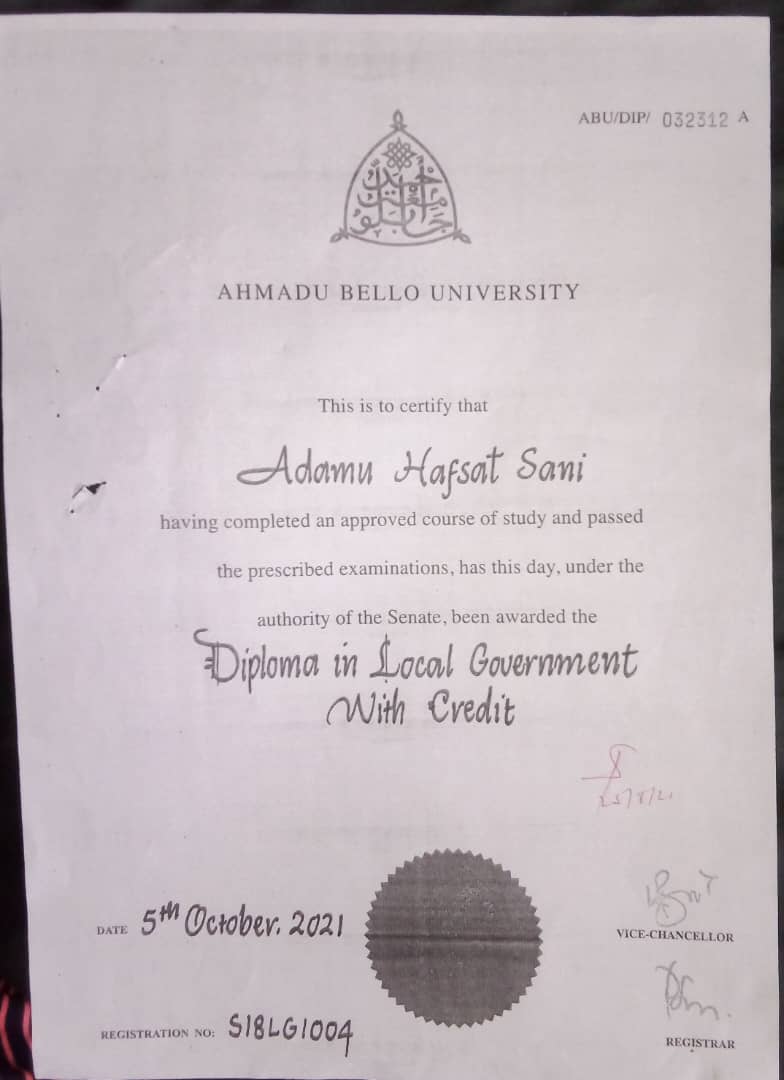 ABU/DIP/ 032312 A
AHMADU BELLO UNIVERSITY
This is to certify that
Adamu Hafsat Sani
having completed an approved course of study and passed
the prescribed examinations, has this day, under the
authority of the Senate, been awarded the
Diploma in Local Government
With Credit
DATE 5th October. 2021
VICE-CHANCELLOR
REGISTRATION NO: S18LG1004
REGISTRAR